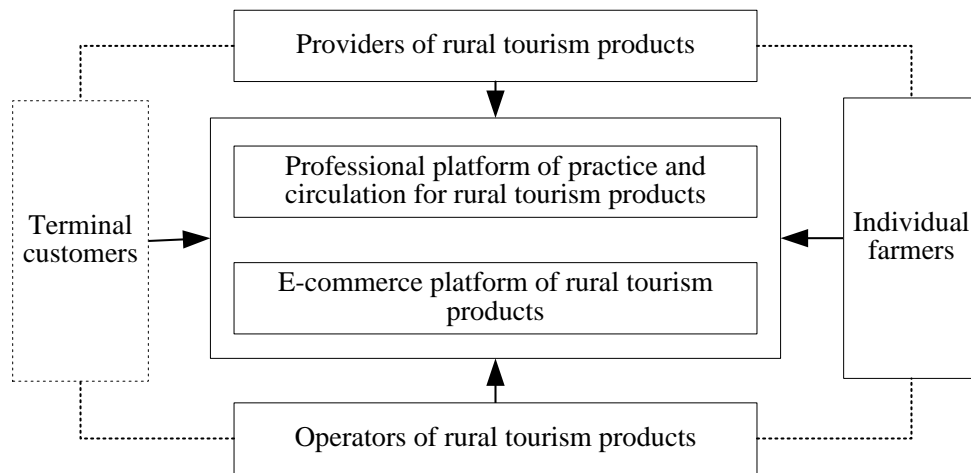 Providers of rural tourism products
Professional platform of practice and
circulation for rural tourism products
Terminal
customers
Individual
farmers
E-commerce platform of rural tourism
products
Operators of rural tourism products